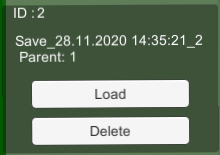 ID : 2
Save_28.11.2020 14:35:21_2
Parent: 1
Load
Delete